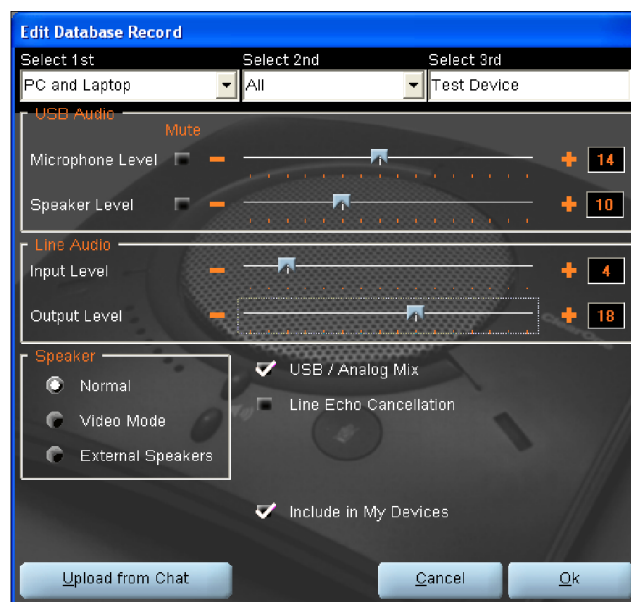 Edit Database Record
Select 1st Select 2nd Select 3rd
PC and Laptop All Test Device
USB Audio
Mute
Microphone Level 14
Speaker Level 10
Line Audio
Input Level 4
Output Level 18
Speaker
Normal
Video Mode
External Speakers
USB / Analog Mix
Line Echo Cancellation
Include in My Devices
Upload from Chat Cancel Ok